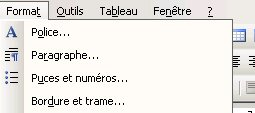 Format Outils Tableau Fenêtre ?
Police...
Paragraphe...
Puces et numéros...
Bordure et trame...